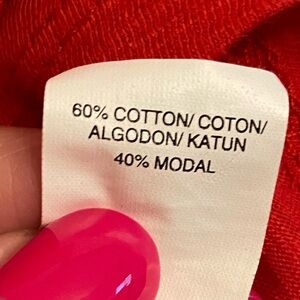 60% COTTON/ COTON/
ALGODON/ KATUN
40% MODAL